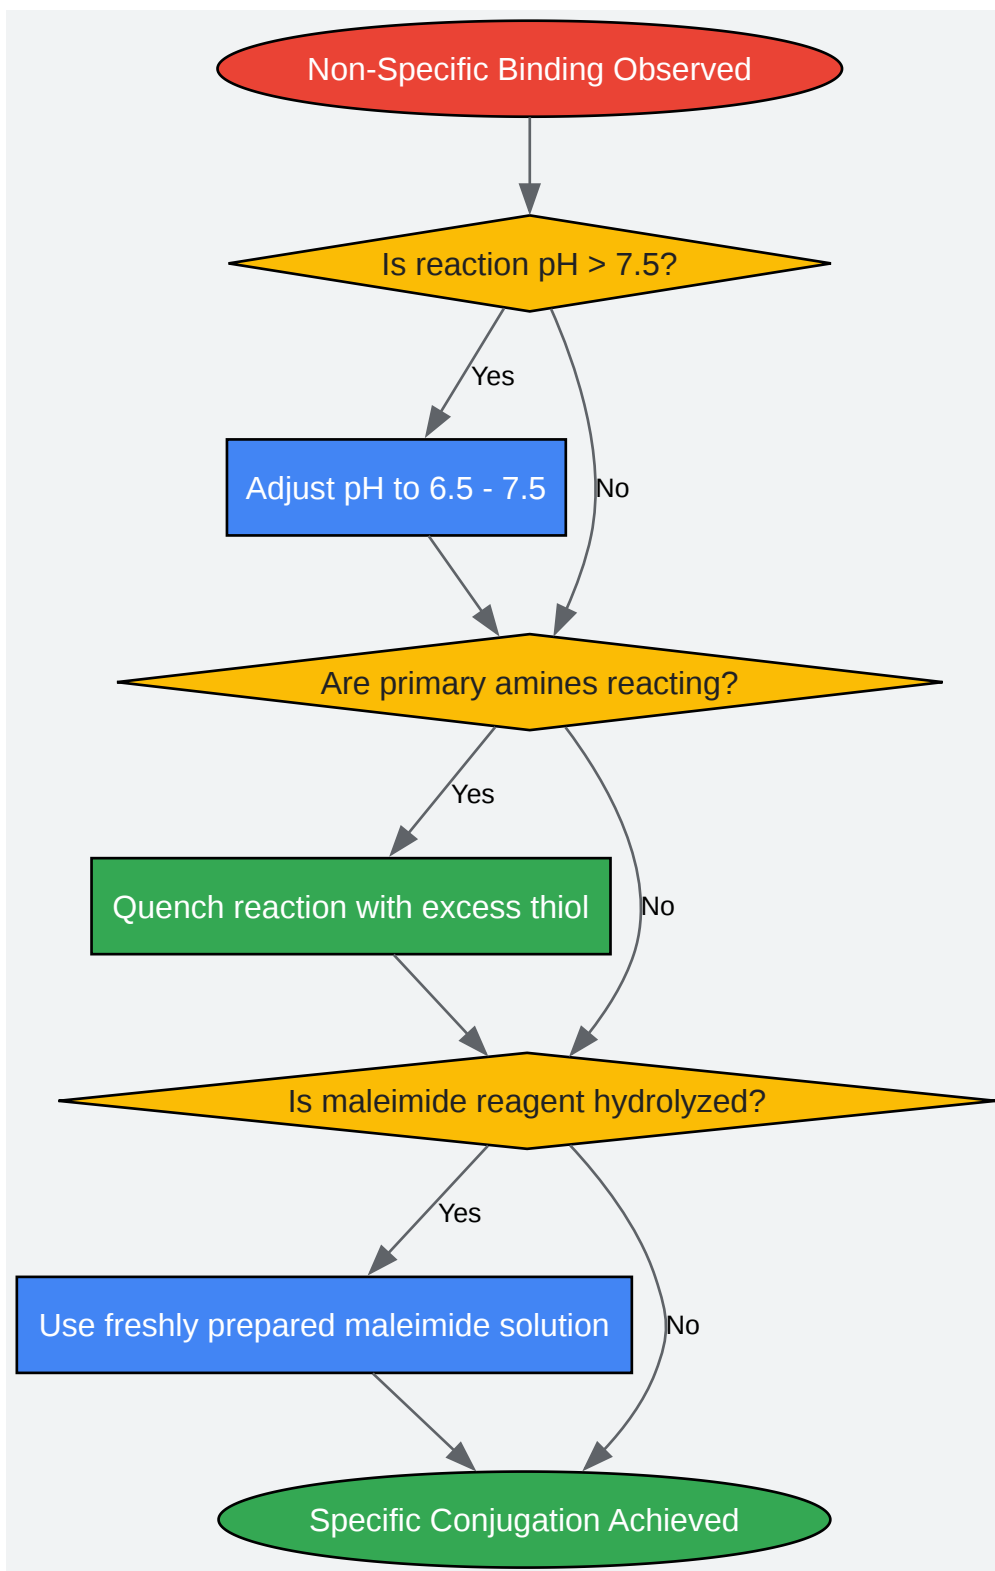 Non-Specific Binding Observed
Is reaction pH > 7.5?
Yes
Adjust pH to 6.5 - 7.5
No
Are primary amines reacting?
Yes
Quench reaction with excess thiol
No
Is maleimide reagent hydrolyzed?
Yes
Use freshly prepared maleimide solution
No
Specific Conjugation Achieved